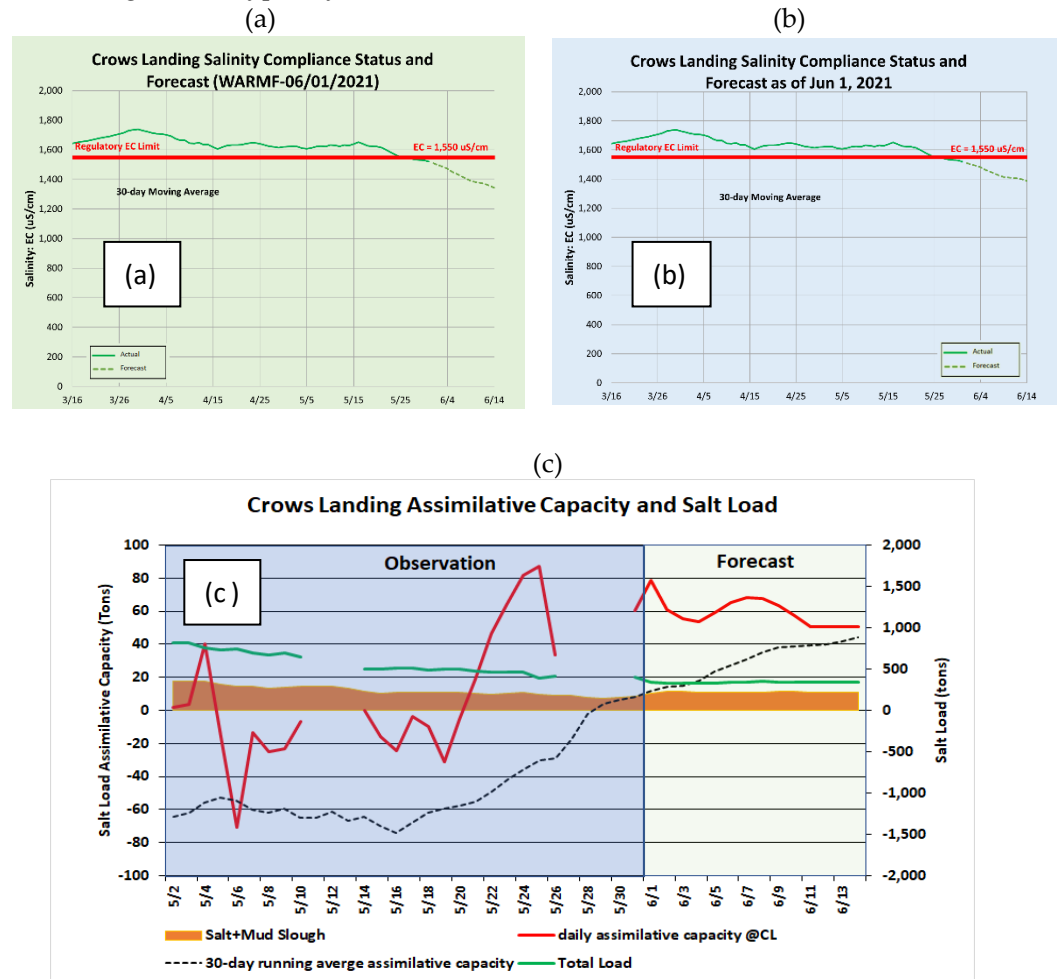 (a)
(b)
Crows Landing Salinity Compliance Status and
Forecast (WARMF-06/01/2021)
2,000
1,800
1,600
1,400
1,200
1,000
800
600
400
200
0
Salinity: EC (uS/cm)
Regulatory EC Limit
EC = 1,550 uS/cm
30-day Moving Average
(a)
Actual
Forecast
3/16 3/26 4/5 4/15 4/25 5/5 5/15 5/25 6/4 6/14
Crows Landing Salinity Compliance Status and
Forecast as of Jun 1, 2021
2,000
1,800
1,600
1,400
1,200
1,000
800
600
400
200
0
Salinity: EC (uS/cm)
Regulatory EC Limit
EC = 1,550 uS/cm
30-day Moving Average
(b)
Actual
Forecast
3/16 3/26 4/5 4/15 4/25 5/5 5/15 5/25 6/4 6/14
(c)
Crows Landing Assimilative Capacity and Salt Load
100
80
60
40
20
0
-20
-40
-60
-80
-100
Salt Load Assimilative Capacity (Tons)
Observation
Forecast
(c )
2,000
1,500
1,000
500
0
-500
-1,000
-1,500
-2,000
Salt Load (tons)
5/2 5/4 5/6 5/8 5/10 5/12 5/14 5/16 5/18 5/20 5/22 5/24 5/26 5/28 5/30 6/1 6/3 6/5 6/7 6/9 6/11 6/13
Salt+Mud Slough
daily assimilative capacity @CL
30-day running averge assimilative capacity
Total Load